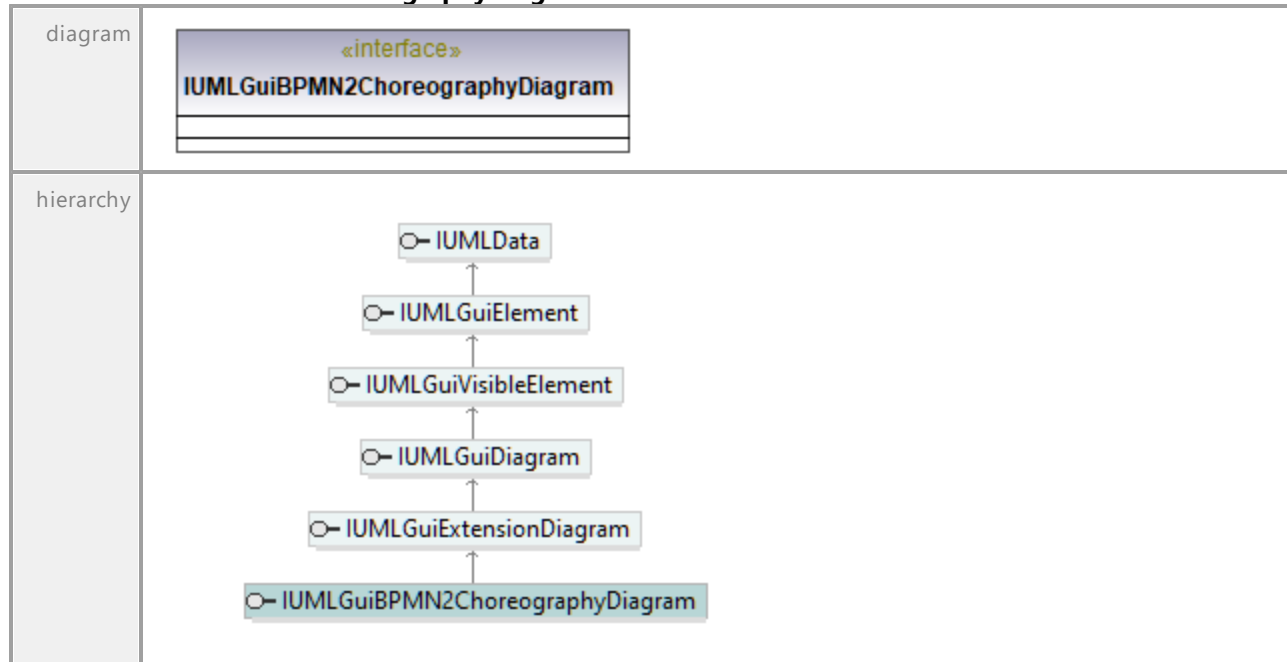 diagram
«interface»
IUMLGuiBPMN2ChoreographyDiagram
hierarchy
IUMLData
IUMLGuiElement
IUMLGuiVisibleElement
IUMLGuiDiagram
IUMLGuiExtensionDiagram
IUMLGuiBPMN2ChoreographyDiagram